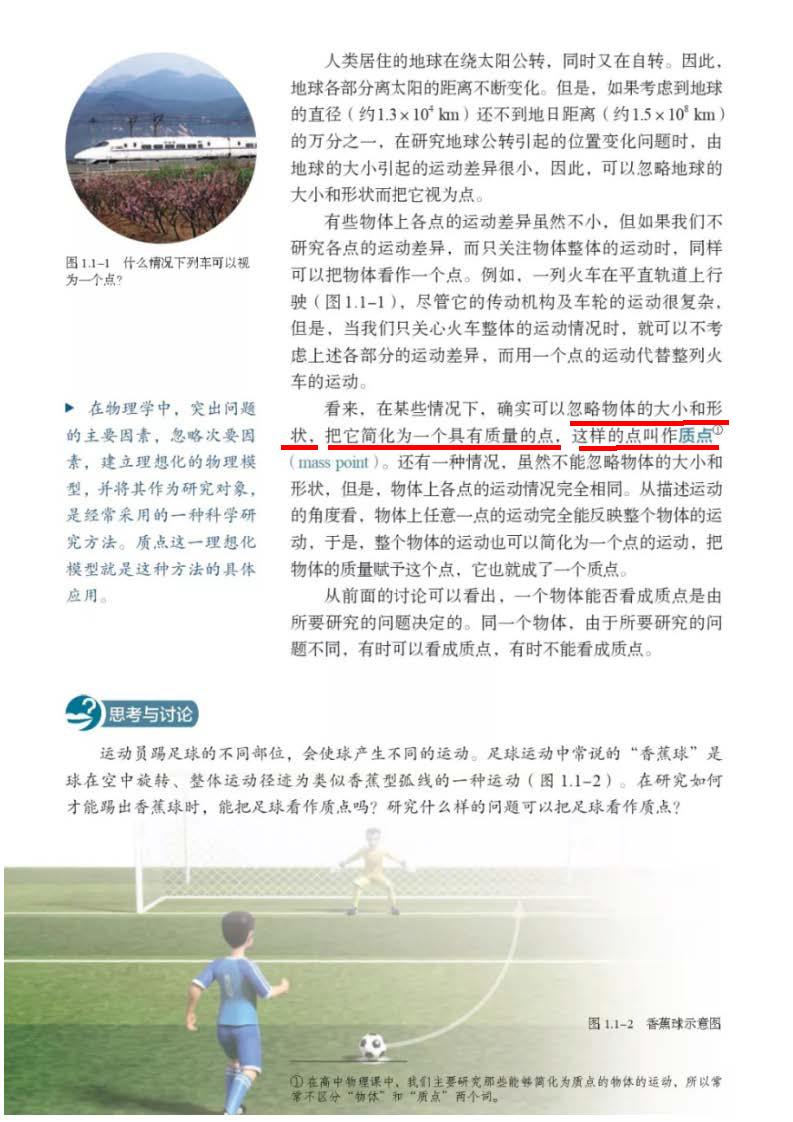 人类居住的地球在绕太阳公转，同时又在自转。因此，
地球各部分离太阳的距离不断变化。但是，如果考虑到地球
的直径（约1.3×10⁴ km）还不到地日距离（约1.5×10⁸ km）
的万分之一，在研究地球公转引起的位置变化问题时，由
地球的大小引起的运动差异很小，因此，可以忽略地球的
大小和形状而把它视为点。
有些物体上各点的运动差异虽然不小，但如果我们不
研究各点的运动差异，而只关注物体整体的运动时，同样
可以把物体看作一个点。例如，一列火车在平直轨道上行
驶（图1.1-1），尽管它的传动机构及车轮的运动很复杂，
但是，当我们只关心火车整体的运动情况时，就可以不考
虑上述各部分的运动差异，而用一个点的运动代替整列火
车的运动。
图1.1-1 什么情况下列车可以视
为一个点？
看来，在某些情况下，确实可以忽略物体的大小和形
状，把它简化为一个具有质量的点，这样的点叫作质点①
（mass point）。还有一种情况，虽然不能忽略物体的大小和
形状，但是，物体上各点的运动情况完全相同。从描述运动
的角度看，物体上任意一点的运动完全能反映整个物体的运
动，于是，整个物体的运动也可以简化为一个点的运动，把
物体的质量赋予这个点，它也就成了一个质点。
从前面的讨论可以看出，一个物体能否看成质点是由
所要研究的问题决定的。同一个物体，由于所要研究的问
题不同，有时可以看成质点，有时不能看成质点。
▶ 在物理学中，突出问题
的主要因素，忽略次要因
素，建立理想化的物理模
型，并将其作为研究对象，
是经常采用的一种科学研
究方法。质点这一理想化
模型就是这种方法的具体
应用。
思考与讨论
运动员踢足球的不同部位，会使球产生不同的运动。足球运动中常说的“香蕉球”是
球在空中旋转、整体运动径迹为类似香蕉型弧线的一种运动（图1.1-2）。在研究如何
才能踢出香蕉球时，能把足球看作质点吗？研究什么样的问题可以把足球看作质点？
图1.1-2 香蕉球示意图
①在高中物理课中，我们主要研究那些能够简化为质点的物体的运动，所以常
常不区分“物体”和“质点”两个词。